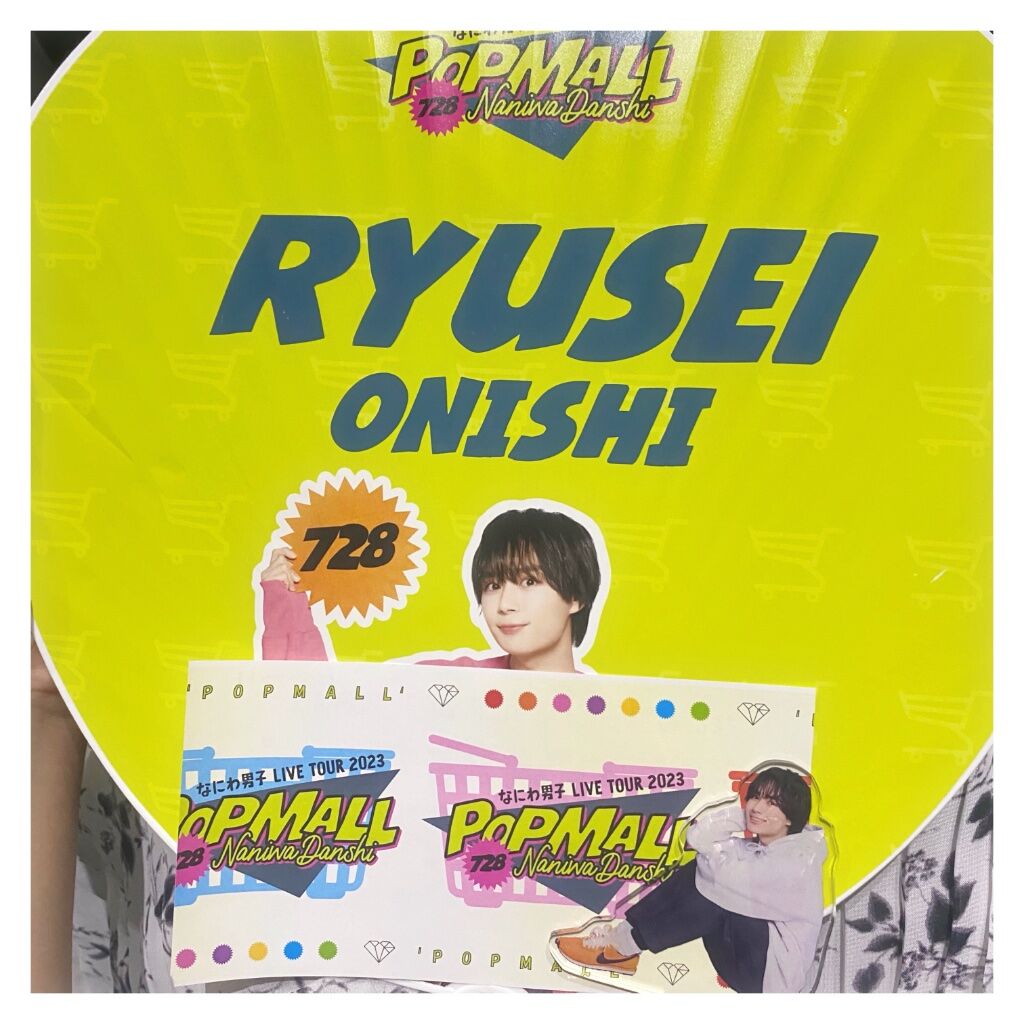 POPMALL
728 Naniwa Danshi
RYUSEI
ONISHI
728
'POPMALL'
なにわ男子 LIVE TOUR 2023
POPMALL
728 Naniwa Danshi
なにわ男子 LIVE TOUR 2023
POPMALL
728 Naniwa Danshi
'POPMALL